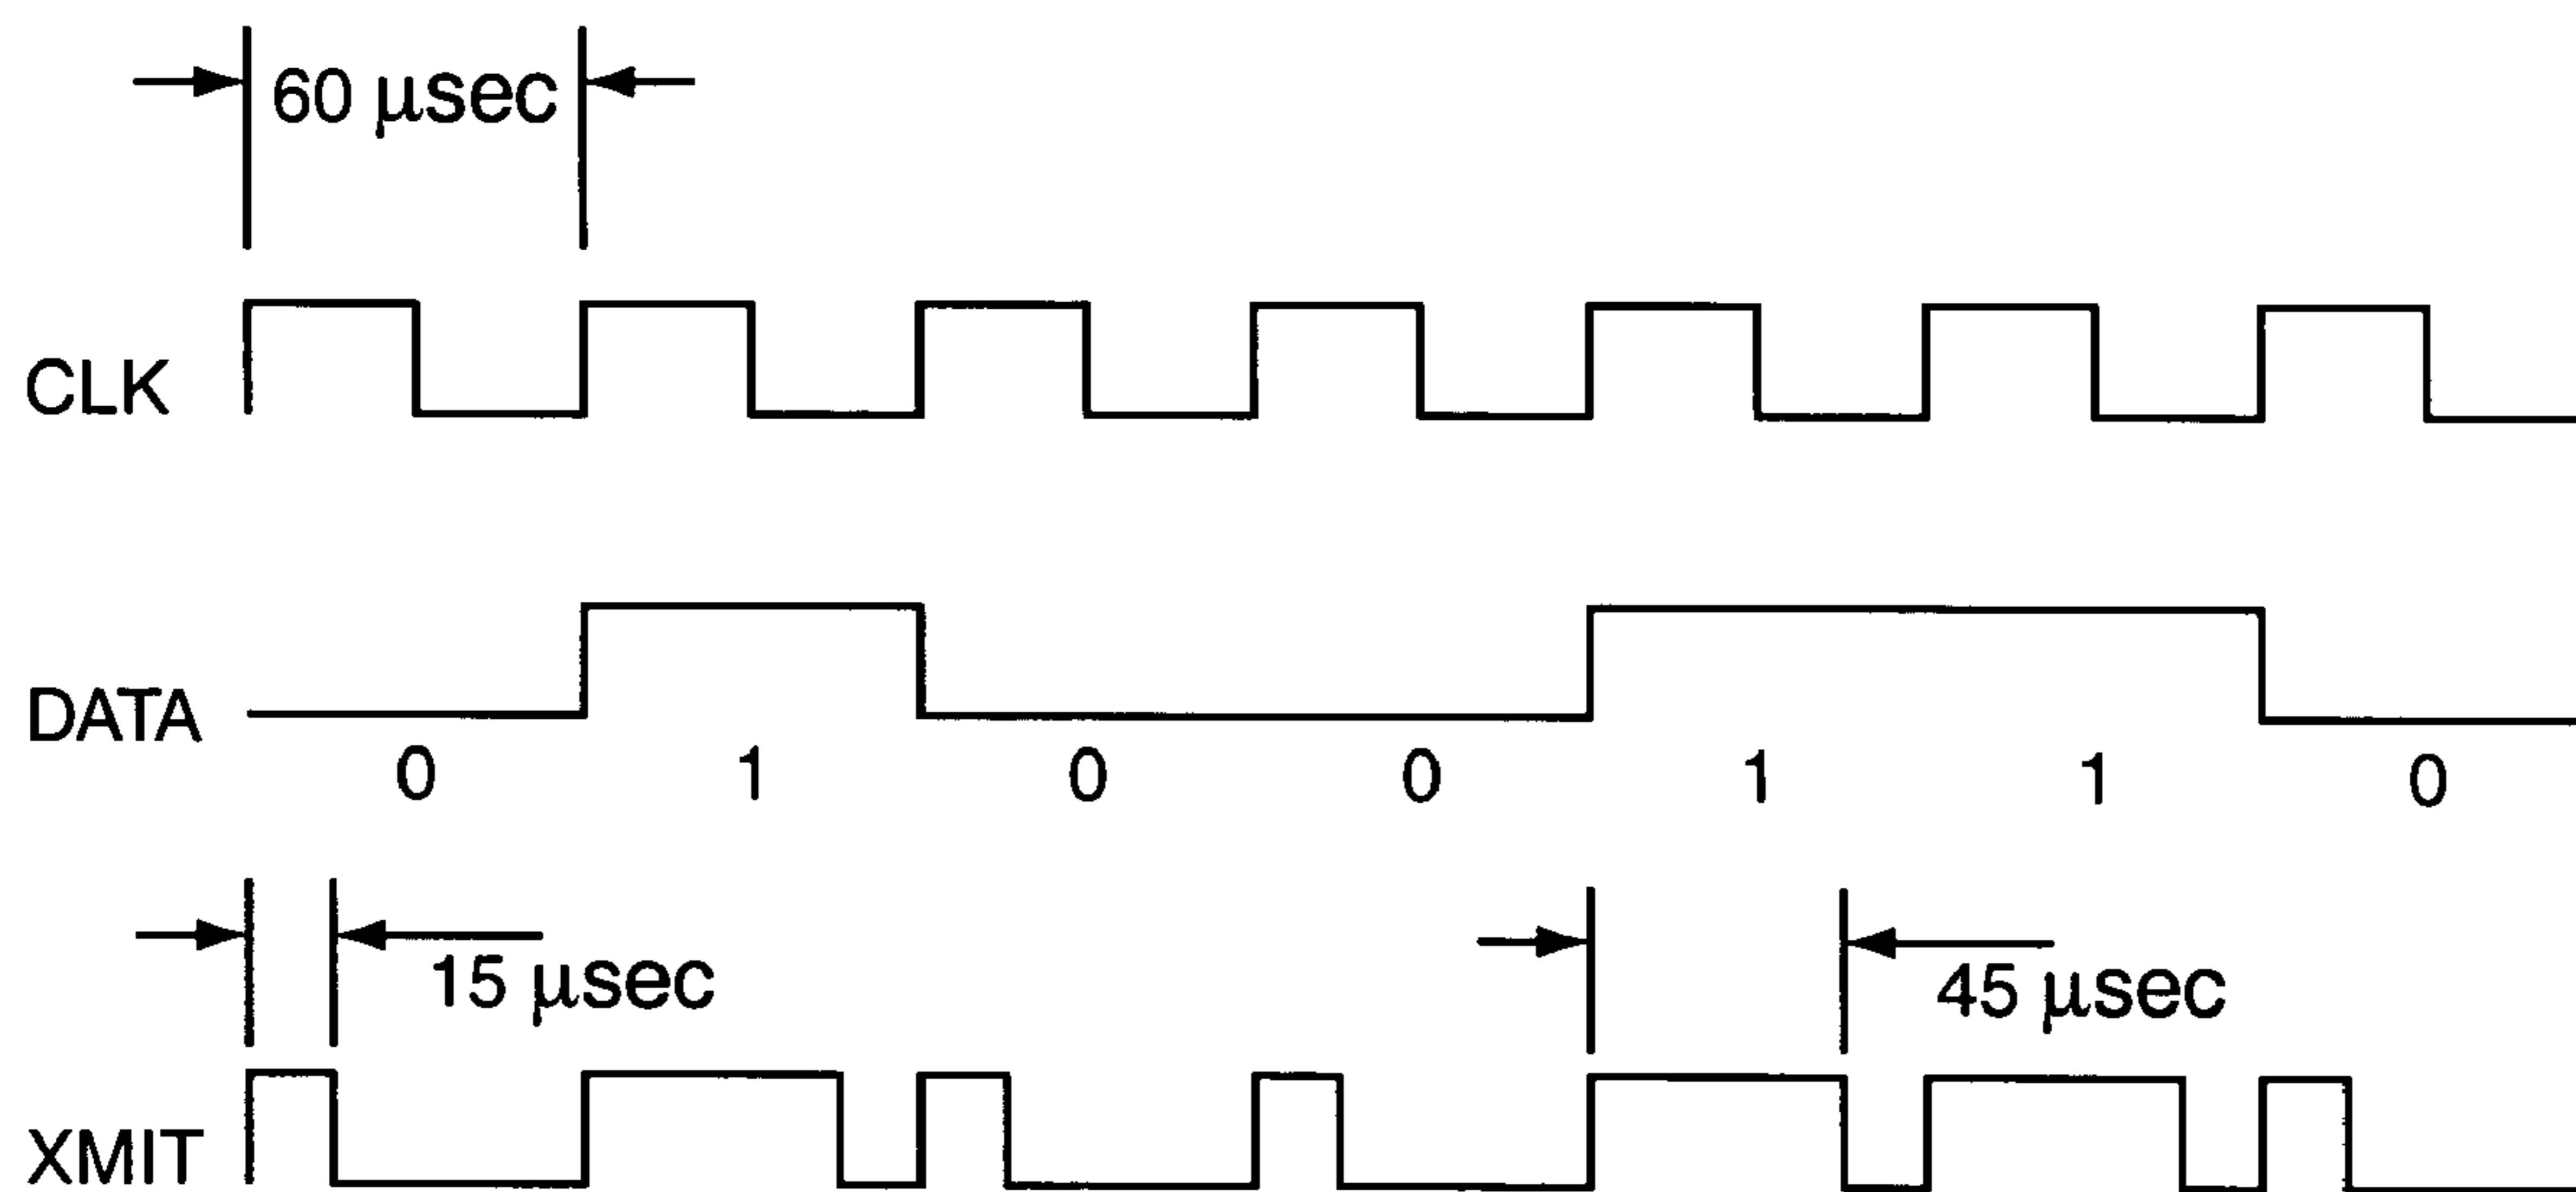 60 μsec
CLK
DATA
0 1 0 0 1 1 0
15 μsec 45 μsec
XMIT